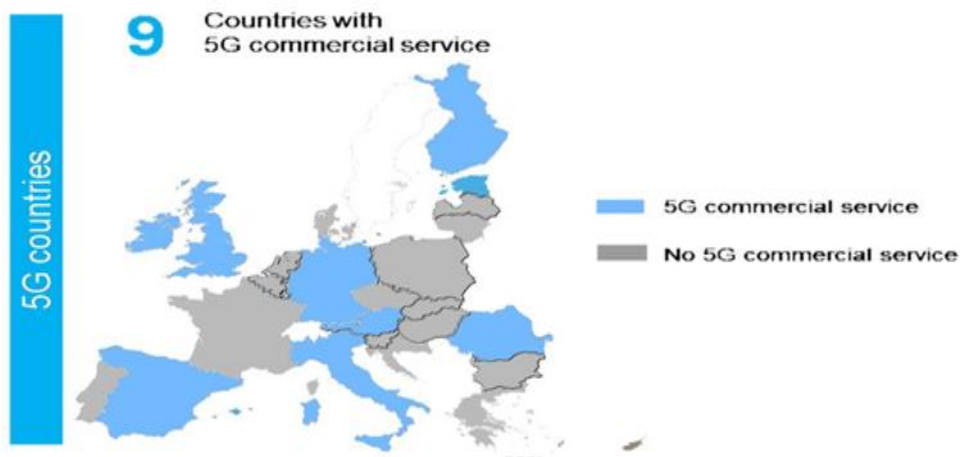 9
Countries with
5G commercial service
5G countries
5G commercial service
No 5G commercial service